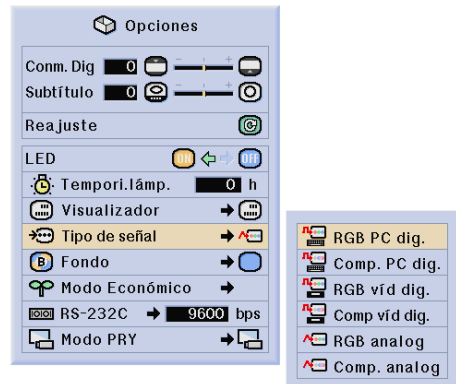 Opciones
Conm. Dig 0
Subtítulo 0
Reajuste
LED ON OFF
Tempori.lámp. 0 h
Visualizador
Tipo de señal
B Fondo
Modo Económico
RS-232C 9600 bps
Modo PRY
RGB PC dig.
Comp. PC dig.
RGB víd dig.
Comp víd dig.
RGB analog
Comp. analog